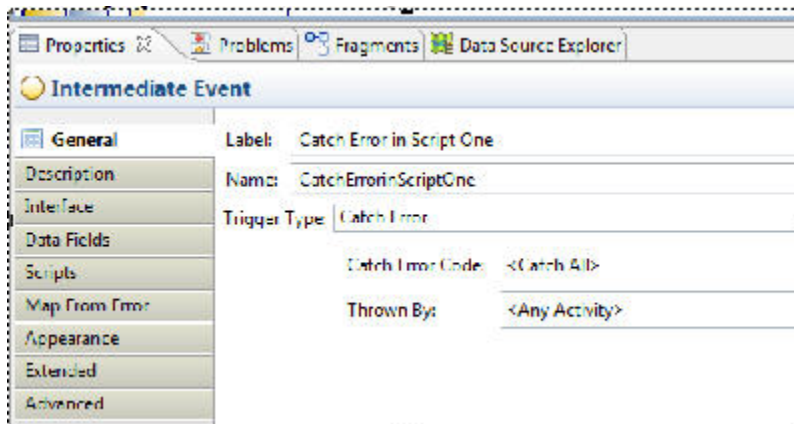 Properties Problems Fragments Data Source Explorer
Intermediate Event
General
Label: Catch Error in Script One
Description
Name: CatchErrorinScriptOne
Interface
Trigger Type: Catch Error
Data Fields
Catch Error Code: <Catch All>
Scripts
Map From Error
Thrown By: <Any Activity>
Appearance
Extended
Advanced